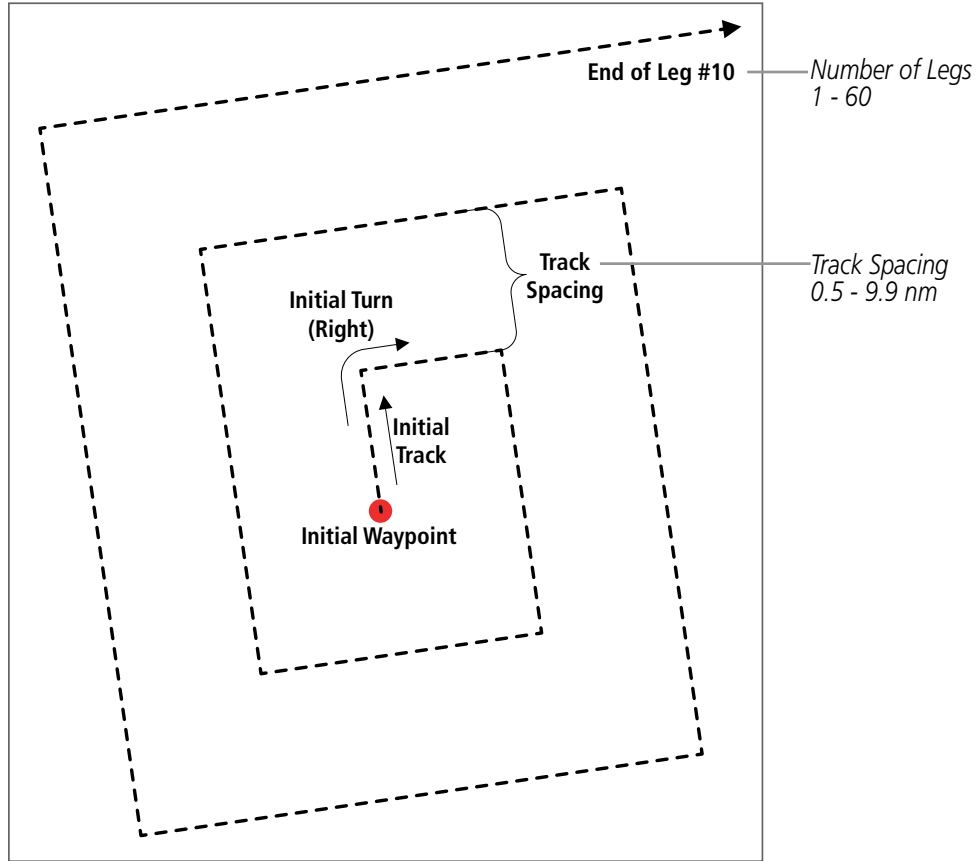 End of Leg #10
Number of Legs
1 - 60
Track
Spacing
Track Spacing
0.5 - 9.9 nm
Initial Turn
(Right)
Initial
Track
Initial Waypoint